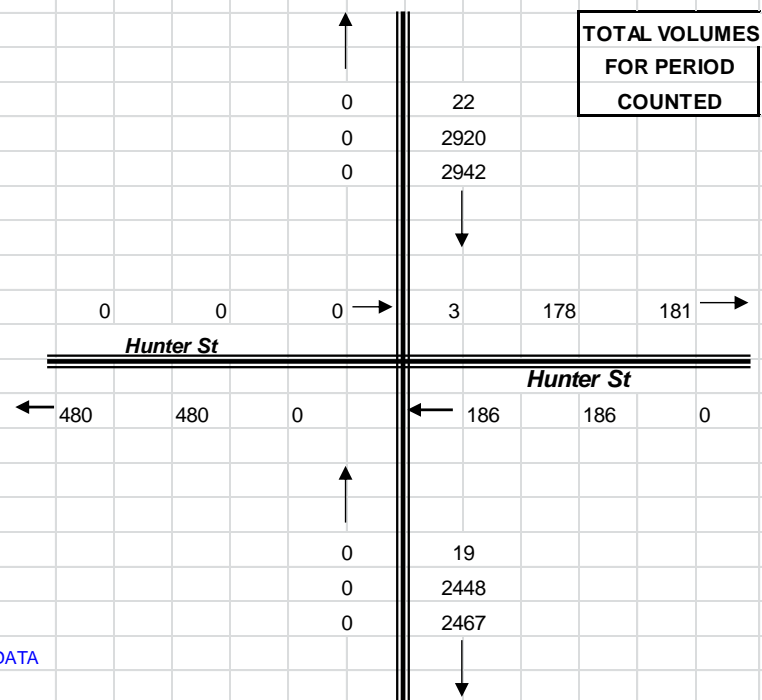 TOTAL VOLUMES
FOR PERIOD
COUNTED
0 22
0 2920
0 2942
0 0 0 3 178 181
Hunter St
Hunter St
480 480 0 186 186 0
0 19
0 2448
0 2467
DATA